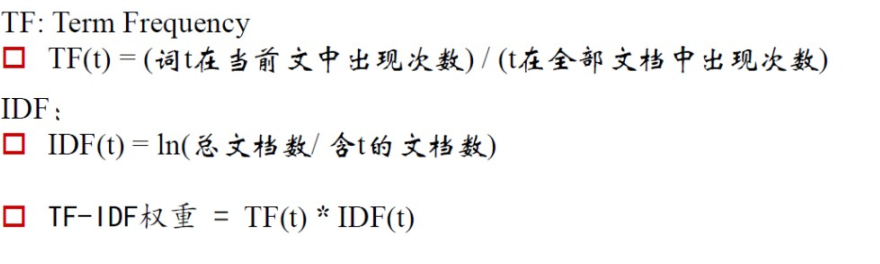 TF: Term Frequency
TF(t) = (词t在当前文中出现次数) / (t在全部文档中出现次数)
IDF：
IDF(t) = ln(总文档数/ 含t的文档数)
TF-IDF权重 = TF(t) * IDF(t)